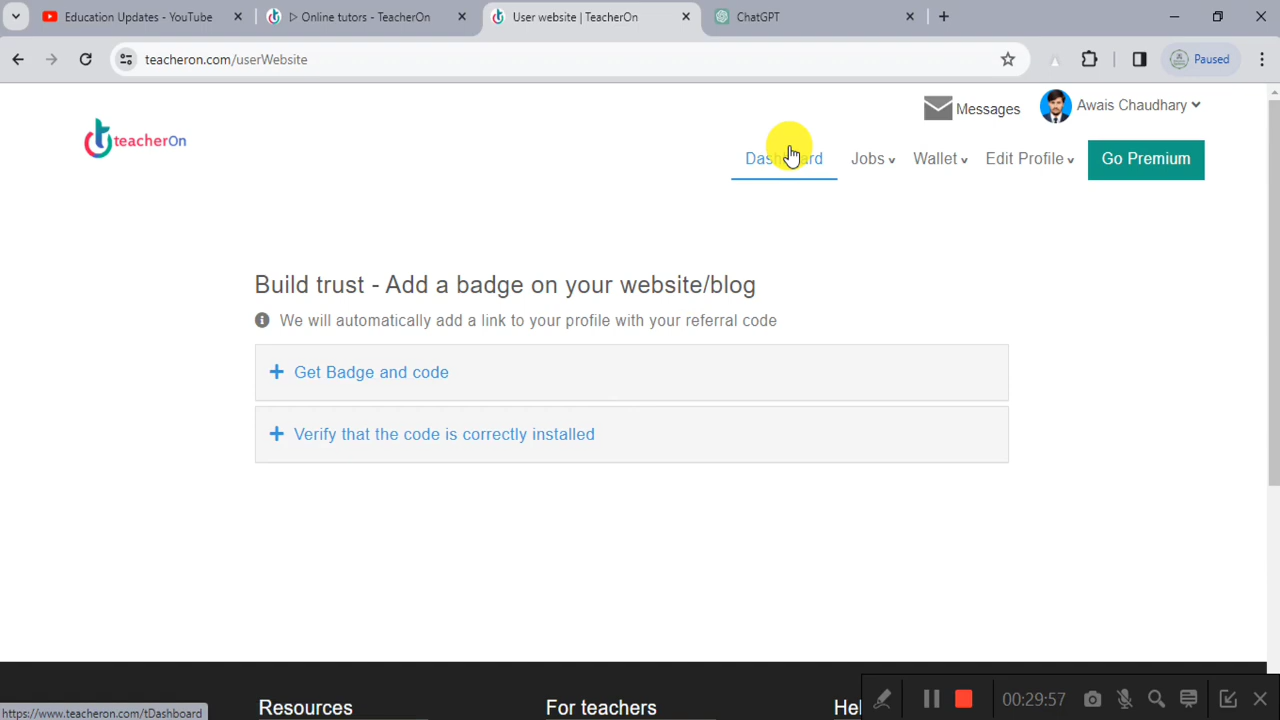 Education Updates - YouTube
▷ Online tutors - TeacherOn
User website | TeacherOn
ChatGPT
teacheron.com/userWebsite
Paused
Messages
Awais Chaudhary
teacherOn
Dashboard
Jobs
Wallet
Edit Profile
Go Premium
Build trust - Add a badge on your website/blog
We will automatically add a link to your profile with your referral code
+ Get Badge and code
+ Verify that the code is correctly installed
Resources
For teachers
Hel
00:29:57
https://www.teacheron.com/tDashboard